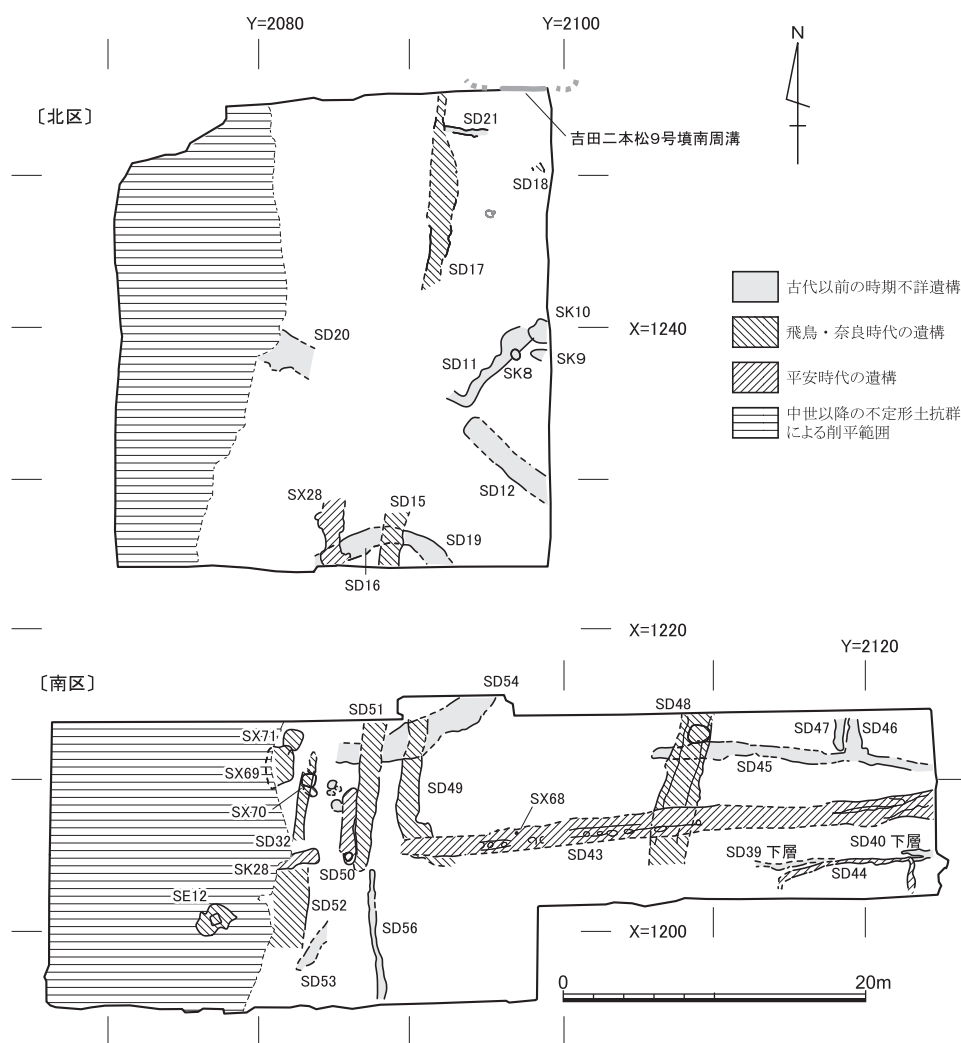 Y=2080
Y=2100
N
〔北区〕
SD21
吉田二本松9号墳南周溝
SD18
SD17
古代以前の時期不詳遺構
SK10
X=1240
飛鳥・奈良時代の遺構
SD20
SD11
SK8
SK9
平安時代の遺構
中世以降の不定形土抗群
による削平範囲
SD12
SX28
SD15
SD19
SD16
X=1220
Y=2120
〔南区〕
SD54
SD51
SD48
SD47
SD46
SX71
SX69
SD45
SX70
SD49
SX68
SD32
SD43
SD39 下層
SD40 下層
SK28
SD50
SD44
SE12
SD52
SD56
X=1200
SD53
0
20m